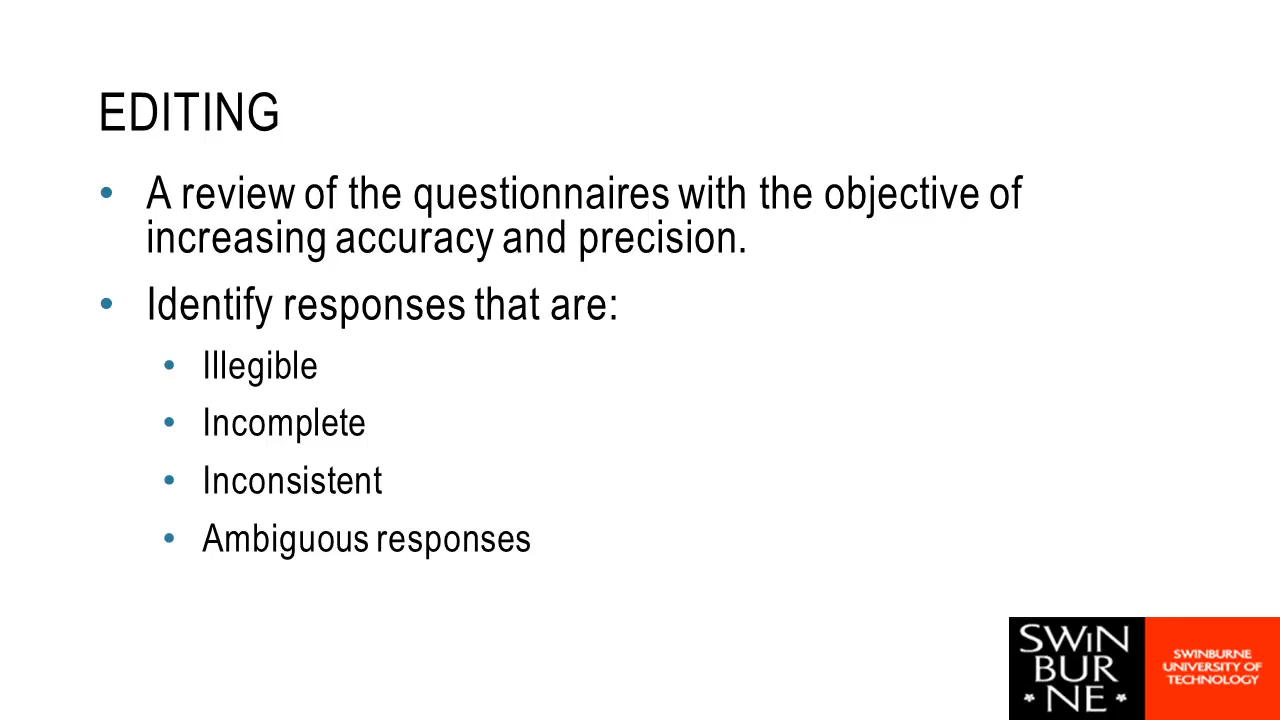 EDITING
• A review of the questionnaires with the objective of
increasing accuracy and precision.
• Identify responses that are:
• Illegible
• Incomplete
• Inconsistent
• Ambiguous responses
SWIN
BUR
* NE *
SWINBURNE
UNIVERSITY OF
TECHNOLOGY